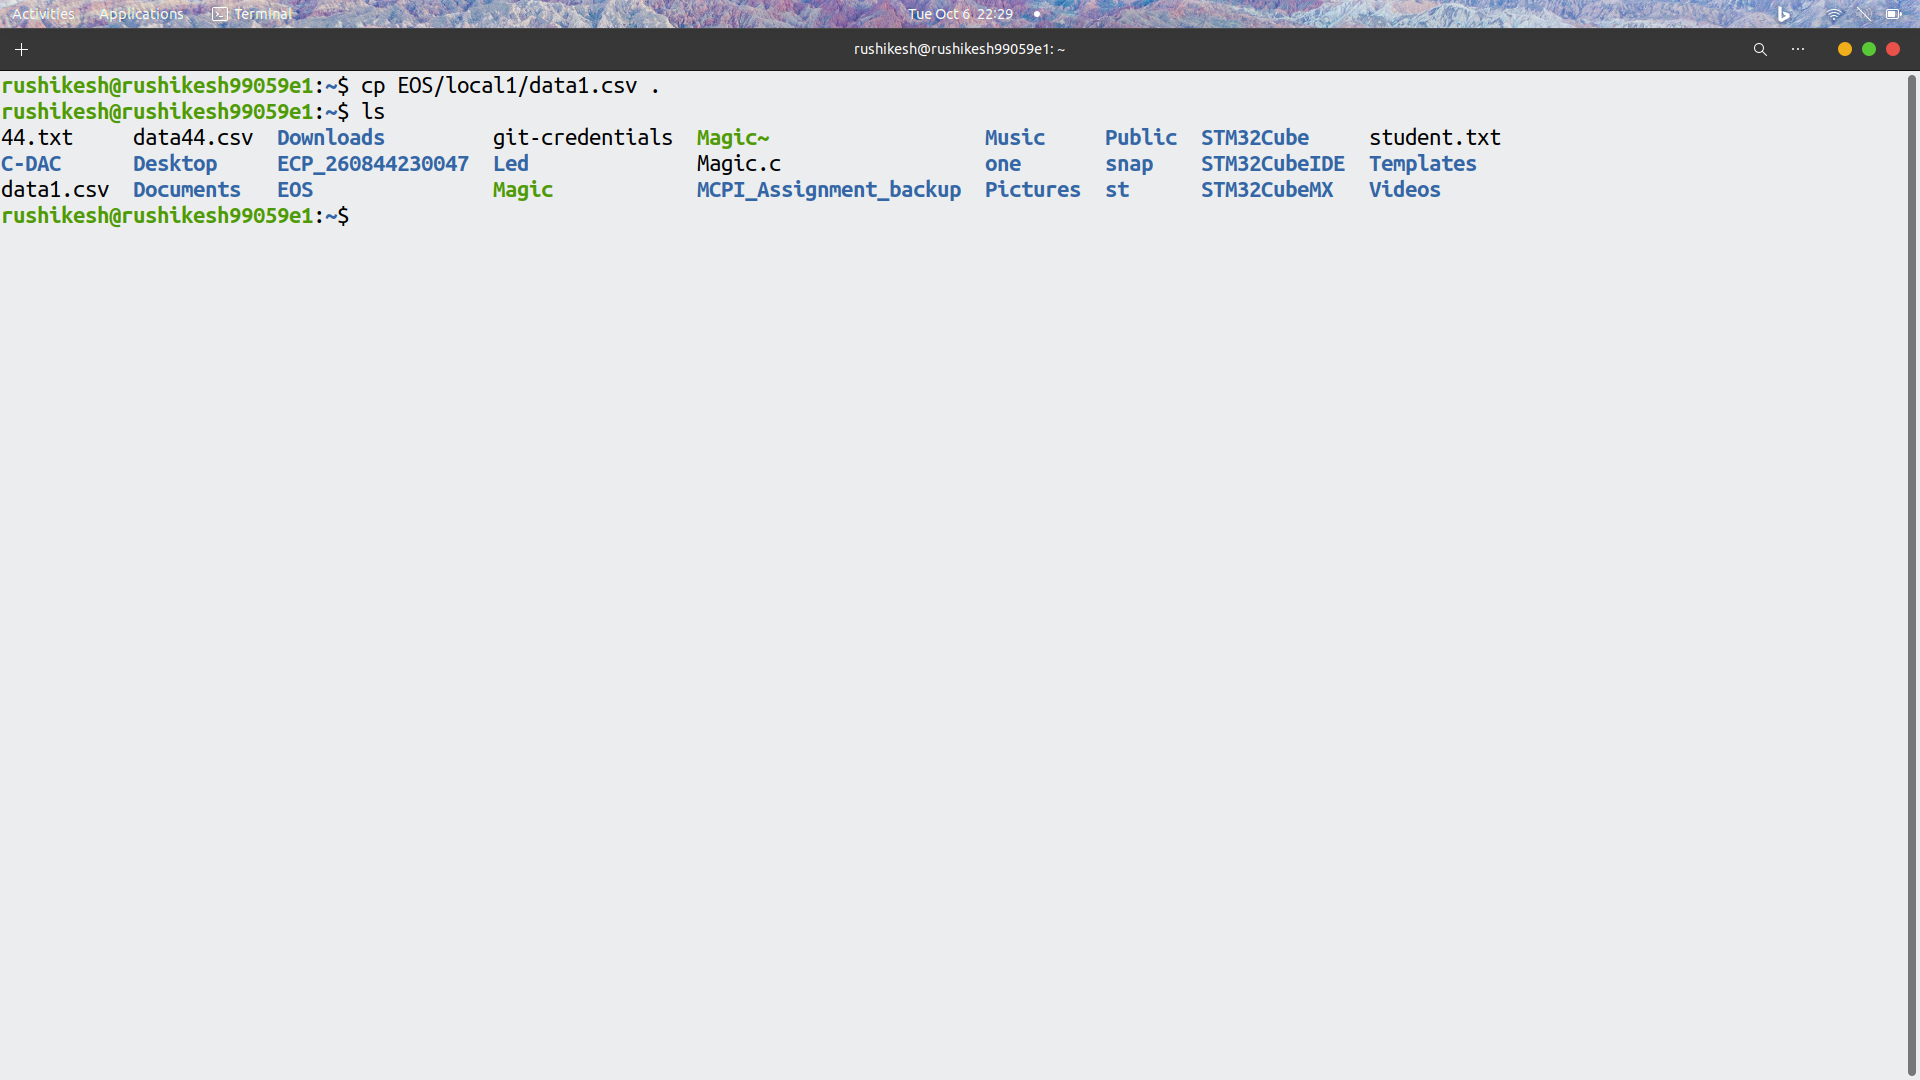 Activities Applications Terminal Tue Oct 6 22:29
rushikesh@rushikesh99059e1: ~
rushikesh@rushikesh99059e1:~$ cp EOS/local1/data1.csv .
rushikesh@rushikesh99059e1:~$ ls
44.txt data44.csv Downloads git-credentials Magic~ Music Public STM32Cube student.txt
C-DAC Desktop ECP_260844230047 Led Magic.c one snap STM32CubeIDE Templates
data1.csv Documents EOS Magic MCPI_Assignment_backup Pictures st STM32CubeMX Videos
rushikesh@rushikesh99059e1:~$